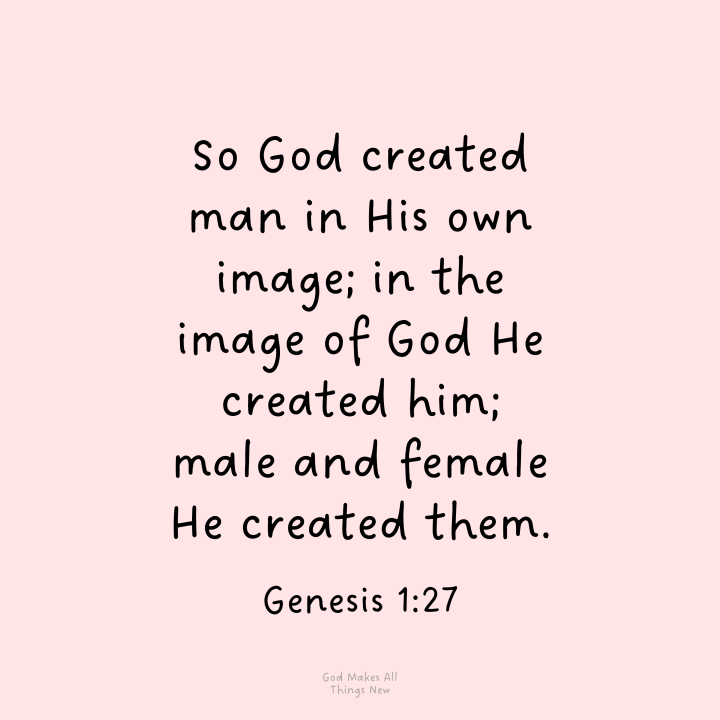 So God created
man in His own
image; in the
image of God He
created him;
male and female
He created them.
Genesis 1:27
God Makes All
Things New